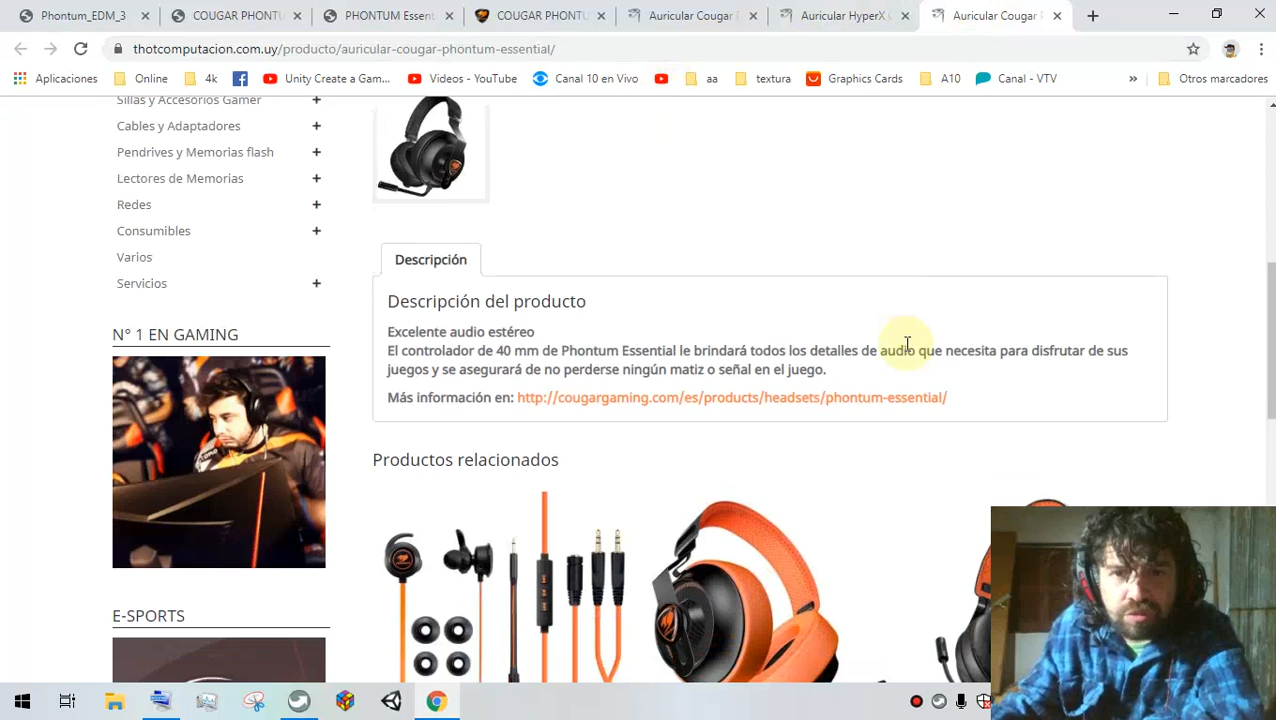 Phontum_EDM_3
COUGAR PHONTU
PHONTUM Essent
COUGAR PHONTU
Auricular Cougar P
Auricular HyperX C
Auricular Cougar P
thotcomputacion.com.uy/producto/auricular-cougar-phontum-essential/
Aplicaciones Online 4k Unity Create a Gam... Videos - YouTube Canal 10 en Vivo aa textura Graphics Cards A10 Canal - VTV » Otros marcadores
Sillas y Accesorios Gamer +
Cables y Adaptadores +
Pendrives y Memorias flash +
Lectores de Memorias +
Redes +
Consumibles +
Varios
Servicios +
N° 1 EN GAMING
E-SPORTS
Descripción
Descripción del producto
Excelente audio estéreo
El controlador de 40 mm de Phontum Essential le brindará todos los detalles de audio que necesita para disfrutar de sus
juegos y se asegurará de no perderse ningún matiz o señal en el juego.
Más información en: http://cougargaming.com/es/products/headsets/phontum-essential/
Productos relacionados